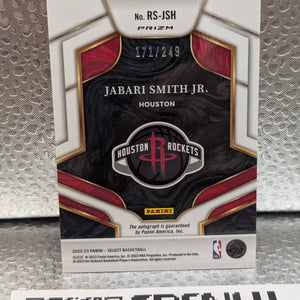 No. RS-JSH
PRIZM
171/249
JABARI SMITH JR.
HOUSTON
HOUSTON ROCKETS
PANINI
The autograph is guaranteed
by Panini America, Inc.
2022-23 PANINI - SELECT BASKETBALL